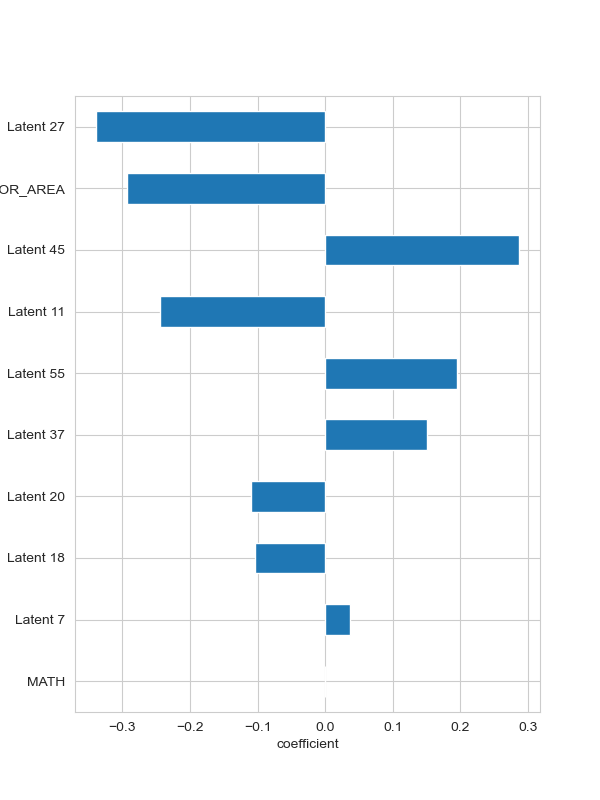 Latent 27
OR_AREA
Latent 45
Latent 11
Latent 55
Latent 37
Latent 20
Latent 18
Latent 7
MATH
−0.3 −0.2 −0.1 0.0 0.1 0.2 0.3
coefficient